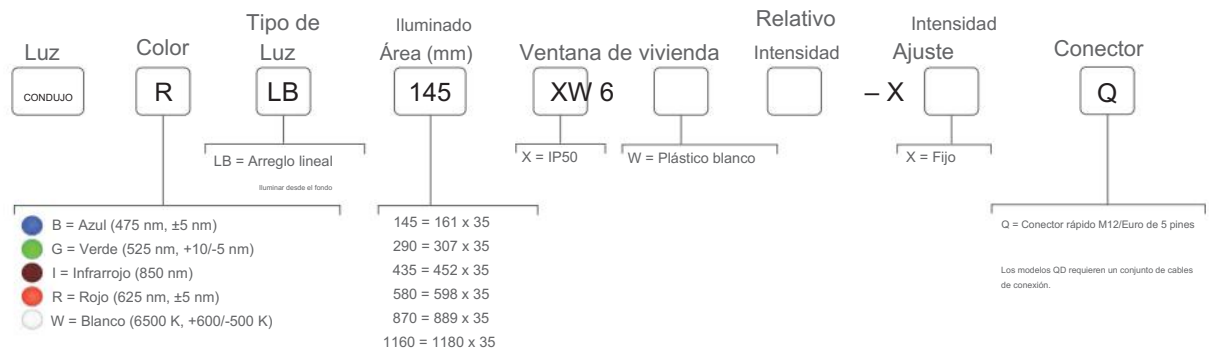 Luz
Color
Tipo de
Luz
Iluminado
Área (mm)
Ventana de vivienda
Relativo
Intensidad
Intensidad
Ajuste
Conector
CONDUJO
R
LB
145
XW 6
– X
Q
LB = Arreglo lineal
Iluminar desde el fondo
X = IP50
W = Plástico blanco
X = Fijo
B = Azul (475 nm, ±5 nm)
G = Verde (525 nm, +10/-5 nm)
I = Infrarrojo (850 nm)
R = Rojo (625 nm, ±5 nm)
W = Blanco (6500 K, +600/-500 K)
145 = 161 x 35
290 = 307 x 35
435 = 452 x 35
580 = 598 x 35
870 = 889 x 35
1160 = 1180 x 35
Q = Conector rápido M12/Euro de 5 pines
Los modelos QD requieren un conjunto de cables
de conexión.